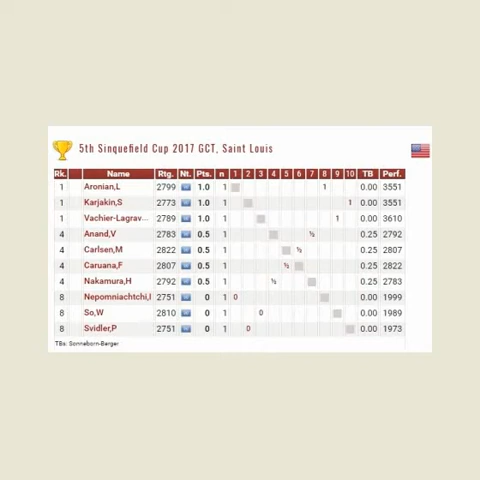 5th Sinquefield Cup 2017 GCT, Saint Louis
Rk. Name Rtg. Nt. Pts. n 1 2 3 4 5 6 7 8 9 10 TB Perf.
1 Aronian,L 2799 1.0 1 1 0.00 3551
1 Karjakin,S 2773 1.0 1 1 0.00 3551
1 Vachier-Lagrav... 2789 1.0 1 1 0.00 3610
4 Anand,V 2783 0.5 1 ½ 0.25 2792
4 Carlsen,M 2822 0.5 1 ½ 0.25 2807
4 Caruana,F 2807 0.5 1 ½ 0.25 2822
4 Nakamura,H 2792 0.5 1 ½ 0.25 2783
8 Nepomniachtchi,I 2751 0 1 0 0.00 1999
8 So,W 2810 0 1 0 0.00 1989
8 Svidler,P 2751 0 1 0 0.00 1973
TBs: Sonneborn-Berger